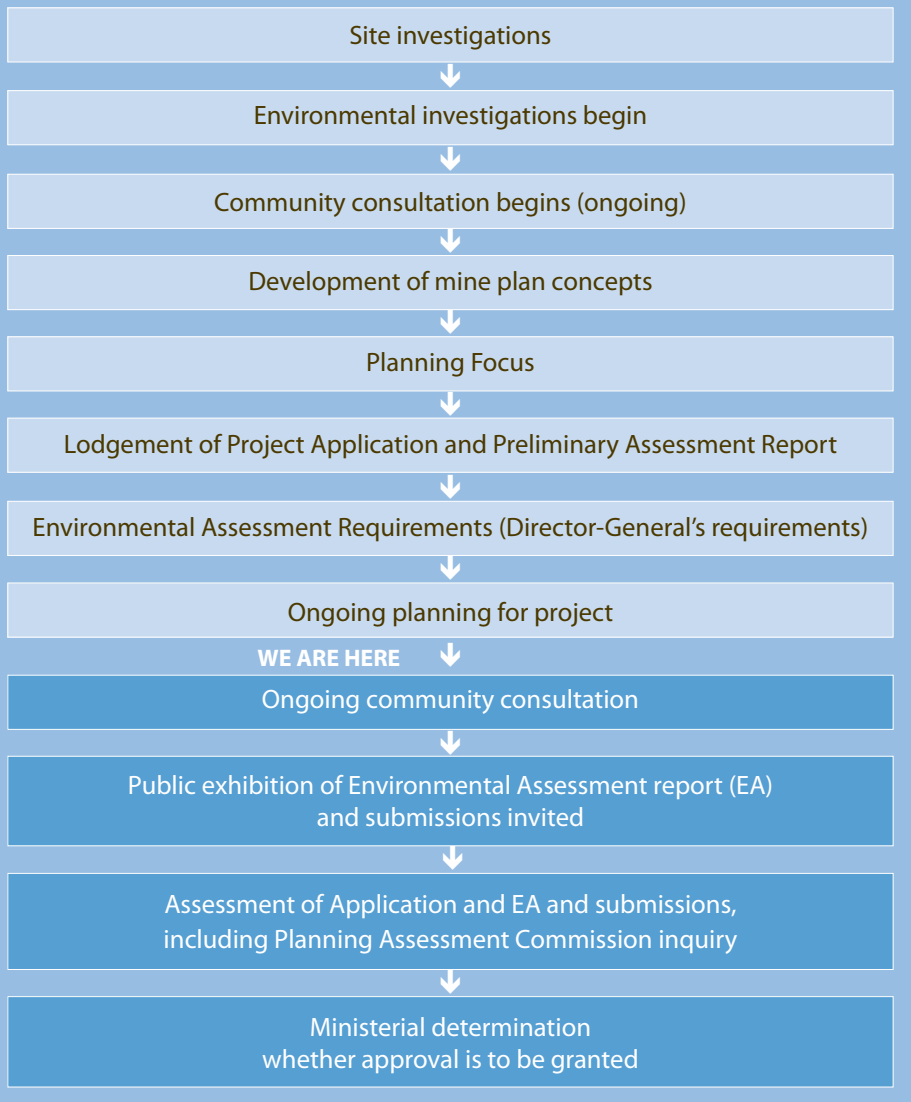 Site investigations
Environmental investigations begin
Community consultation begins (ongoing)
Development of mine plan concepts
Planning Focus
Lodgement of Project Application and Preliminary Assessment Report
Environmental Assessment Requirements (Director-General’s requirements)
Ongoing planning for project
WE ARE HERE
Ongoing community consultation
Public exhibition of Environmental Assessment report (EA)
and submissions invited
Assessment of Application and EA and submissions,
including Planning Assessment Commission inquiry
Ministerial determination
whether approval is to be granted